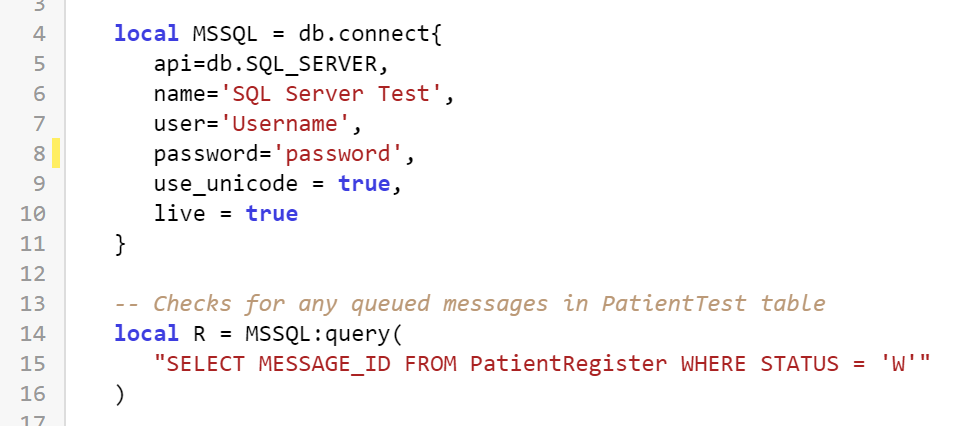 3
4 local MSSQL = db.connect{
5 api=db.SQL_SERVER,
6 name='SQL Server Test',
7 user='Username',
8 password='password',
9 use_unicode = true,
10 live = true
11 }
12
13 -- Checks for any queued messages in PatientTest table
14 local R = MSSQL:query(
15 "SELECT MESSAGE_ID FROM PatientRegister WHERE STATUS = 'W'"
16 )
17